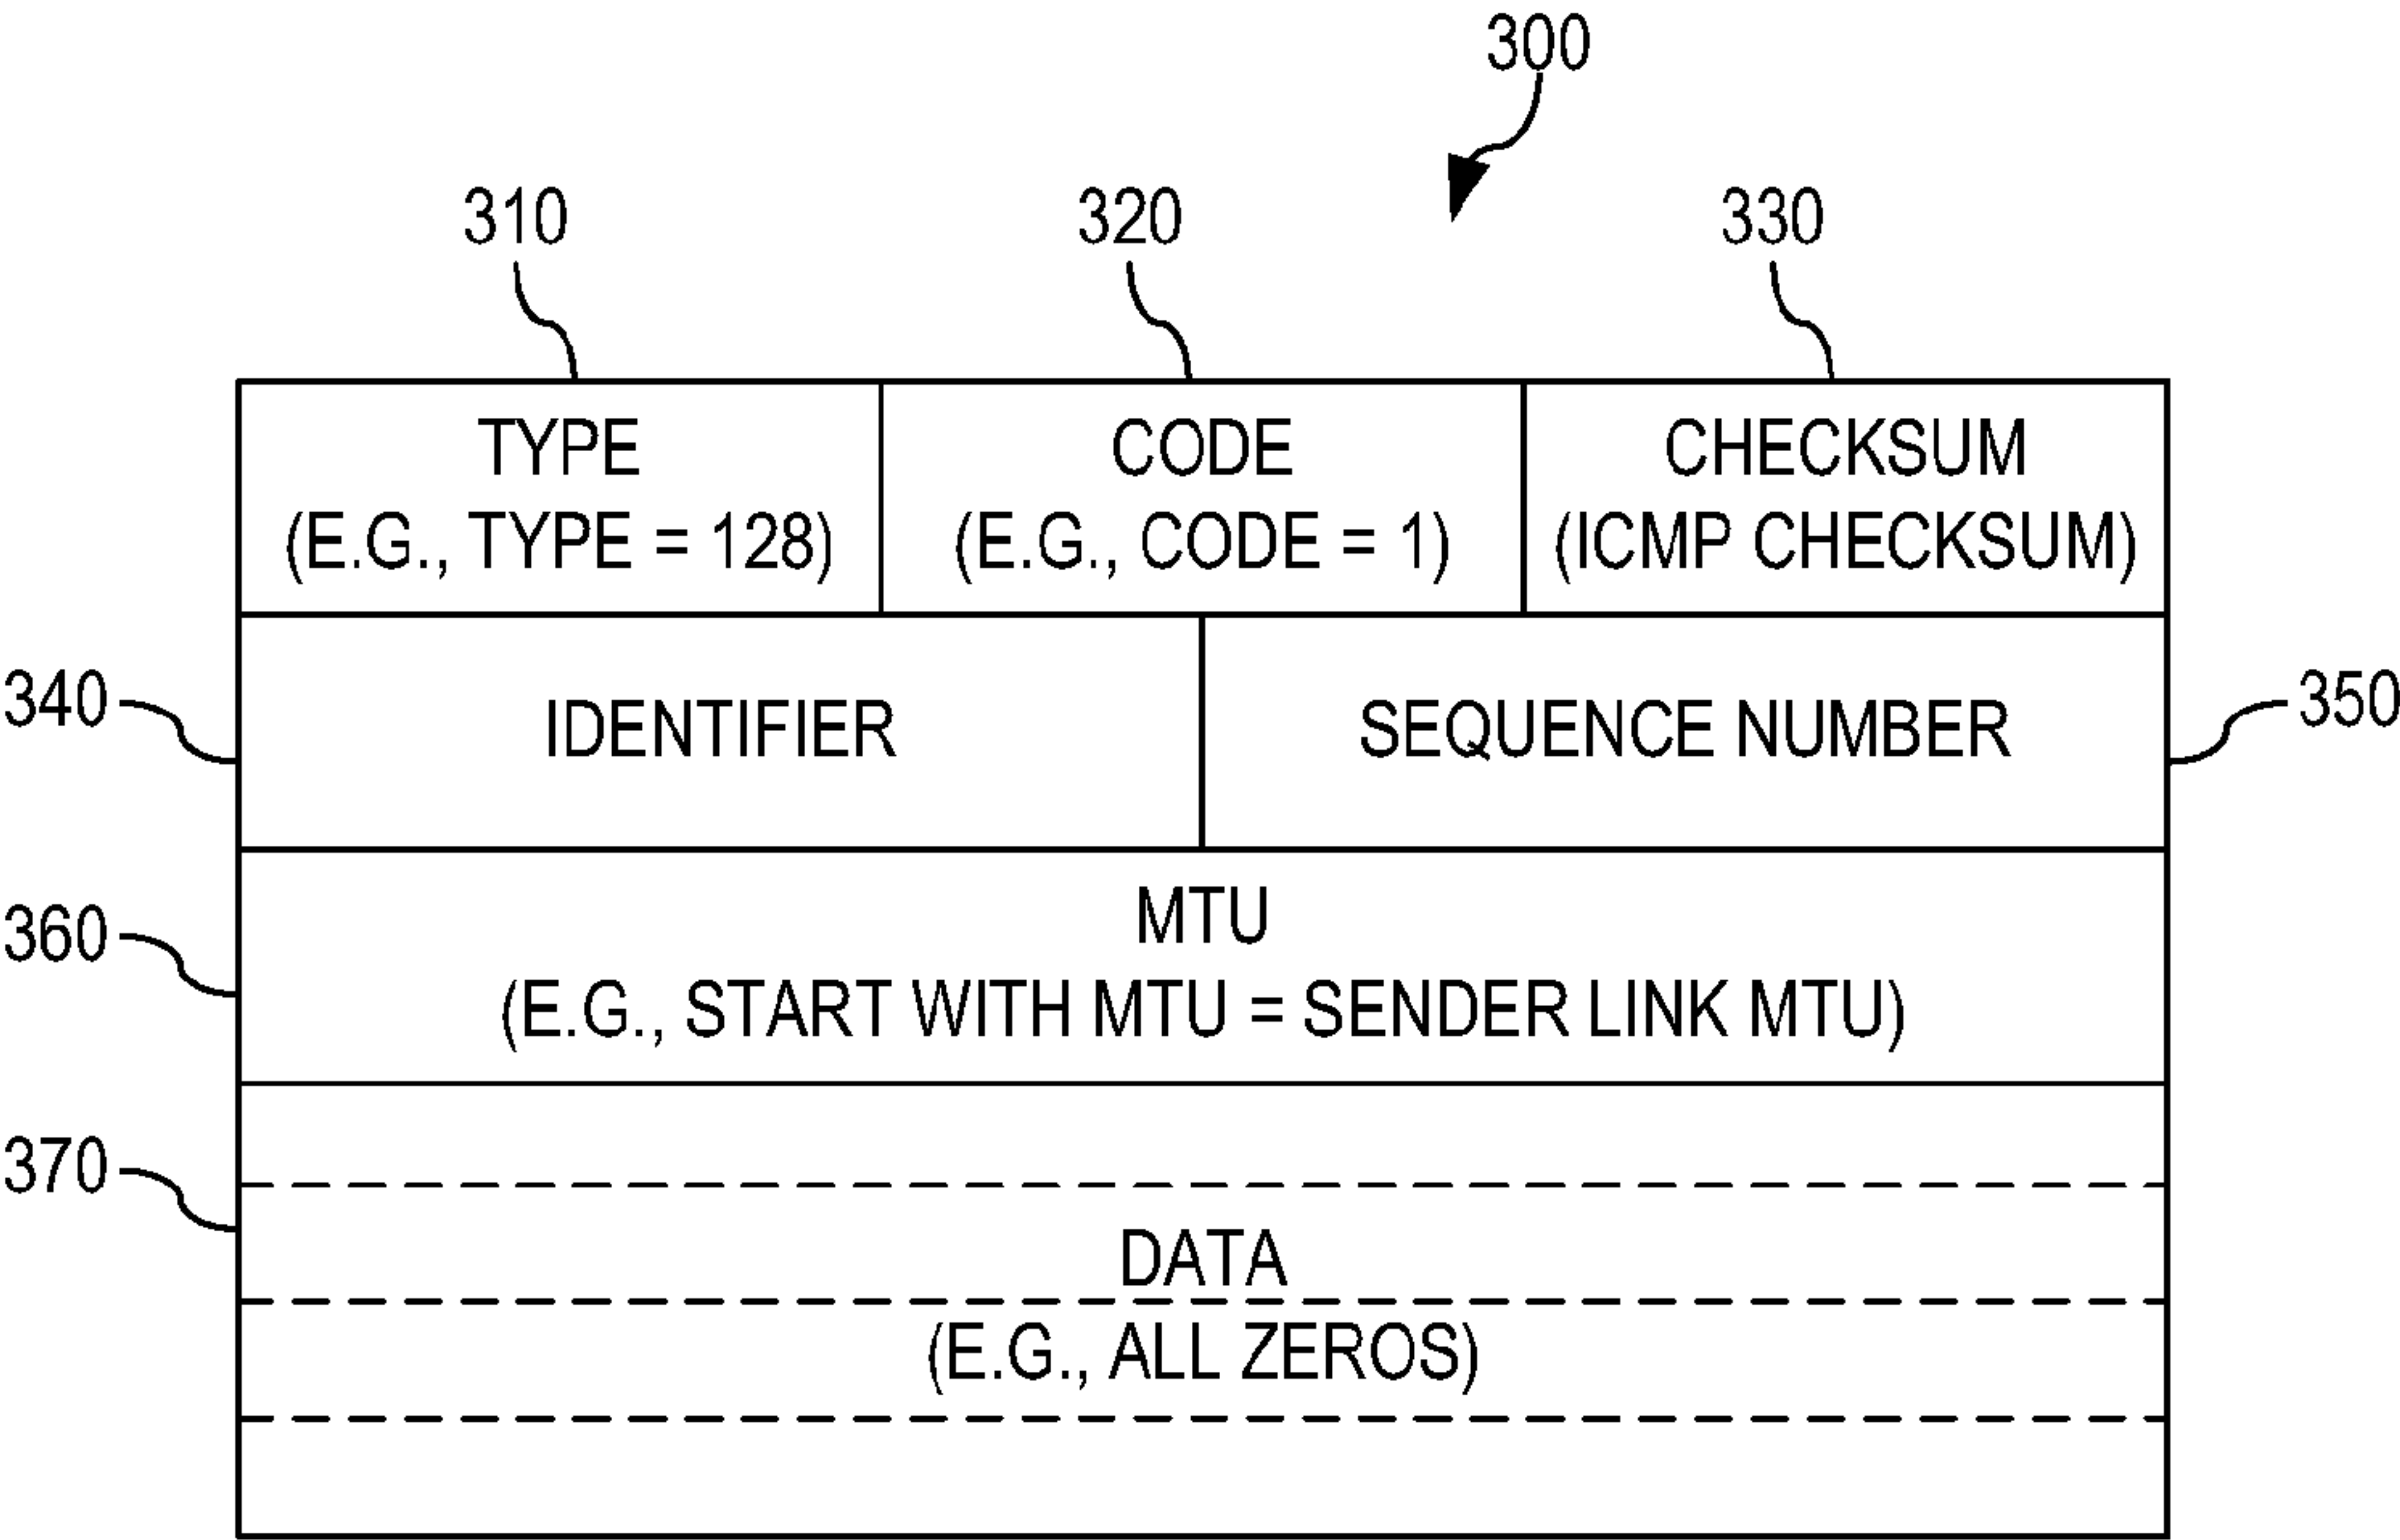 300
310
320
330
TYPE
(E.G., TYPE = 128)
CODE
(E.G., CODE = 1)
CHECKSUM
(ICMP CHECKSUM)
340
IDENTIFIER
SEQUENCE NUMBER
350
360
MTU
(E.G., START WITH MTU = SENDER LINK MTU)
370
DATA
(E.G., ALL ZEROS)